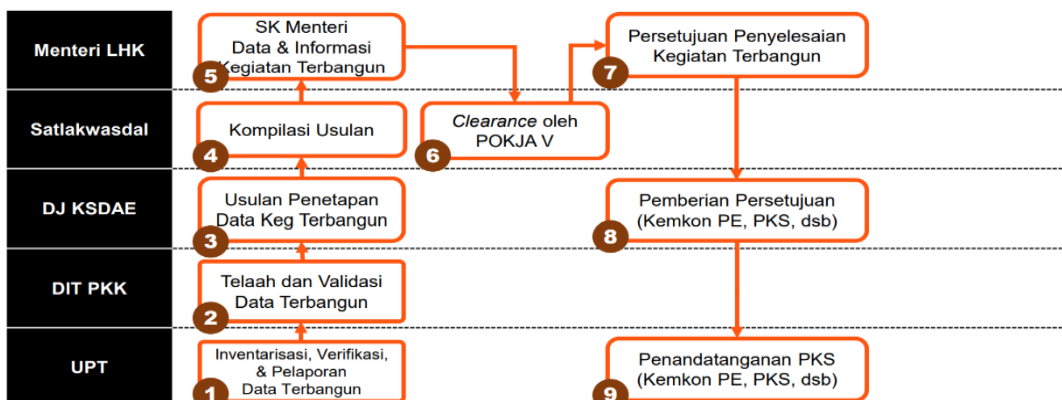 Menteri LHK
SK Menteri
Data & Informasi
Kegiatan Terbangun
5
Persetujuan Penyelesaian
Kegiatan Terbangun
7
Satlakwasdal
Kompilasi Usulan
4
Clearance oleh
POKJA V
6
DJ KSDAE
Usulan Penetapan
Data Keg Terbangun
3
Pemberian Persetujuan
(Kemkon PE, PKS, dsb)
8
DIT PKK
Telaah dan Validasi
Data Terbangun
2
UPT
Inventarisasi, Verifikasi,
& Pelaporan
Data Terbangun
1
Penandatanganan PKS
(Kemkon PE, PKS, dsb)
9